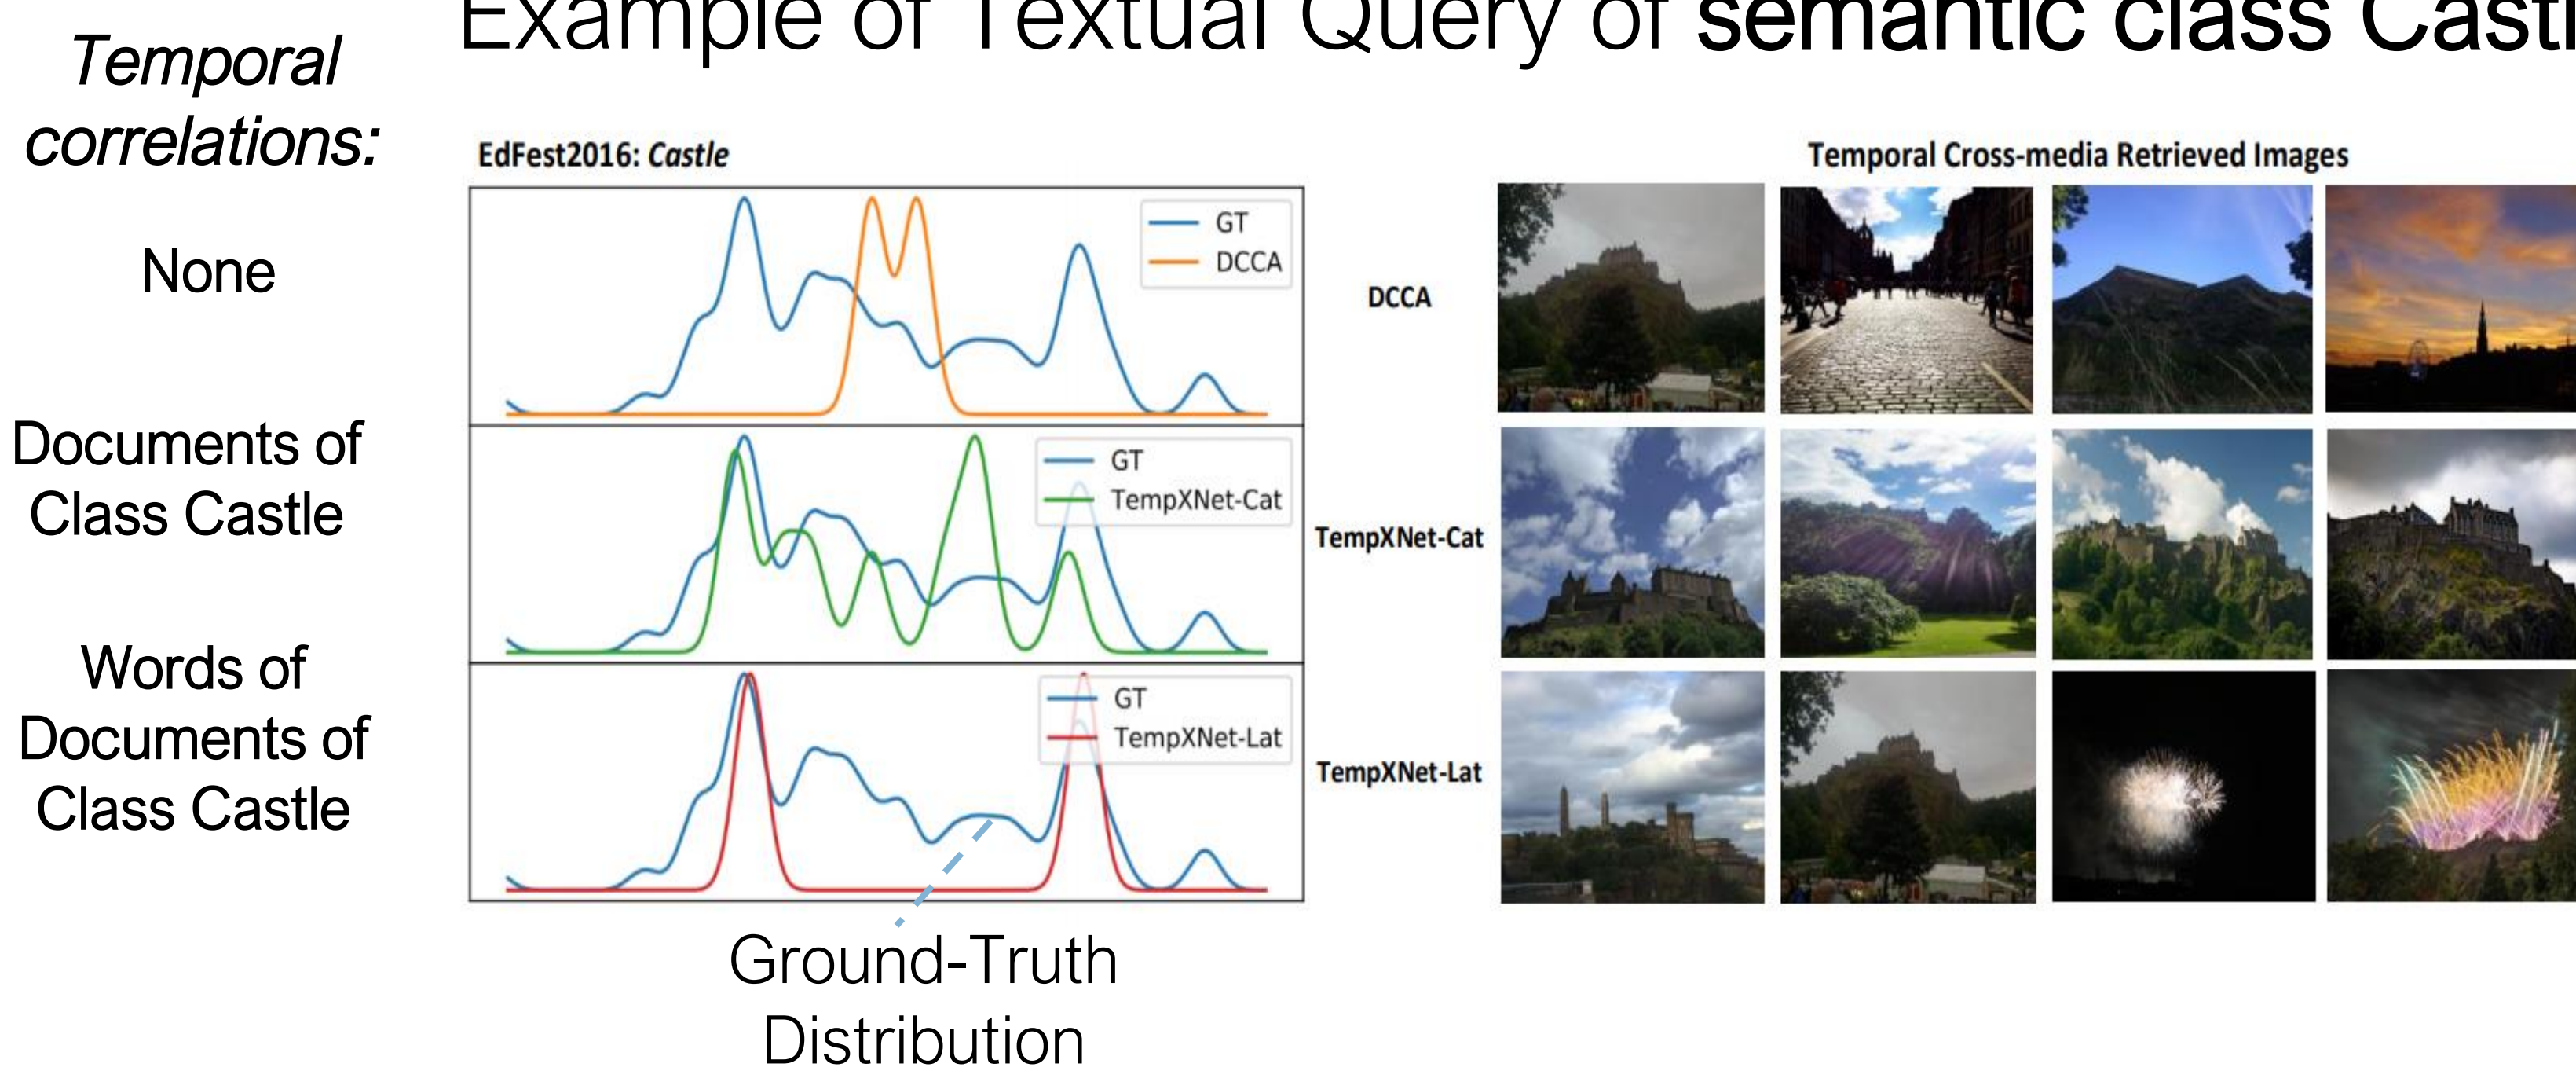 Example of Textual Query of semantic class Castl
Temporal
correlations:
None
Documents of
Class Castle
Words of
Documents of
Class Castle
EdFest2016: Castle
GT
DCCA
GT
TempXNet-Cat
GT
TempXNet-Lat
Ground-Truth
Distribution
Temporal Cross-media Retrieved Images
DCCA
TempXNet-Cat
TempXNet-Lat